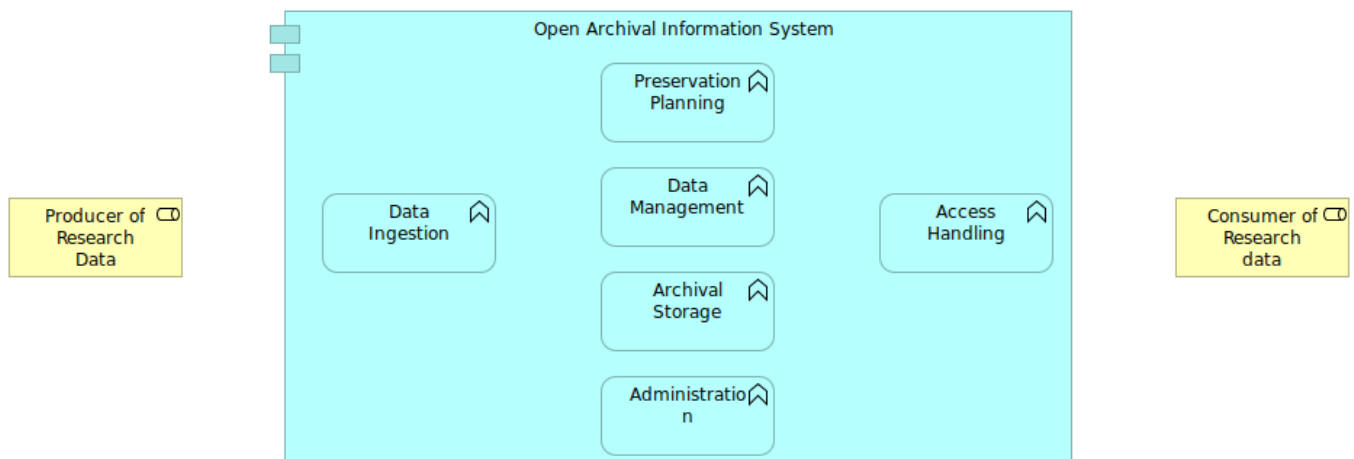 Open Archival Information System
Preservation
Planning
Producer of
Research
Data
Data
Ingestion
Data
Management
Access
Handling
Consumer of
Research
data
Archival
Storage
Administratio
n